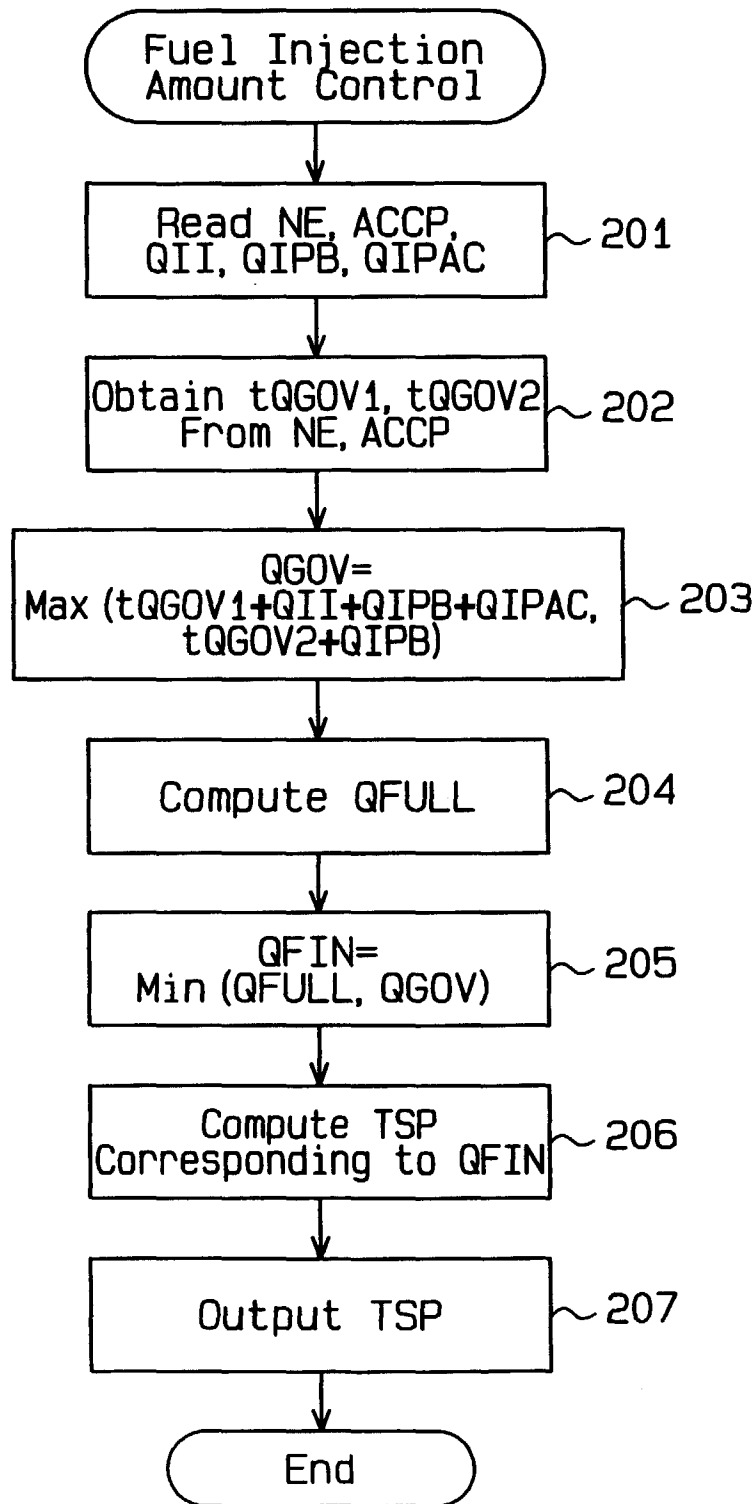 Fuel Injection
Amount Control
Read NE, ACCP,
QII, QIPB, QIPAC
201
Obtain tQGOV1, tQGOV2
From NE, ACCP
202
QGOV=
Max (tQGOV1+QII+QIPB+QIPAC,
tQGOV2+QIPB)
203
Compute QFULL
204
QFIN=
Min (QFULL, QGOV)
205
Compute TSP
Corresponding to QFIN
206
Output TSP
207
End